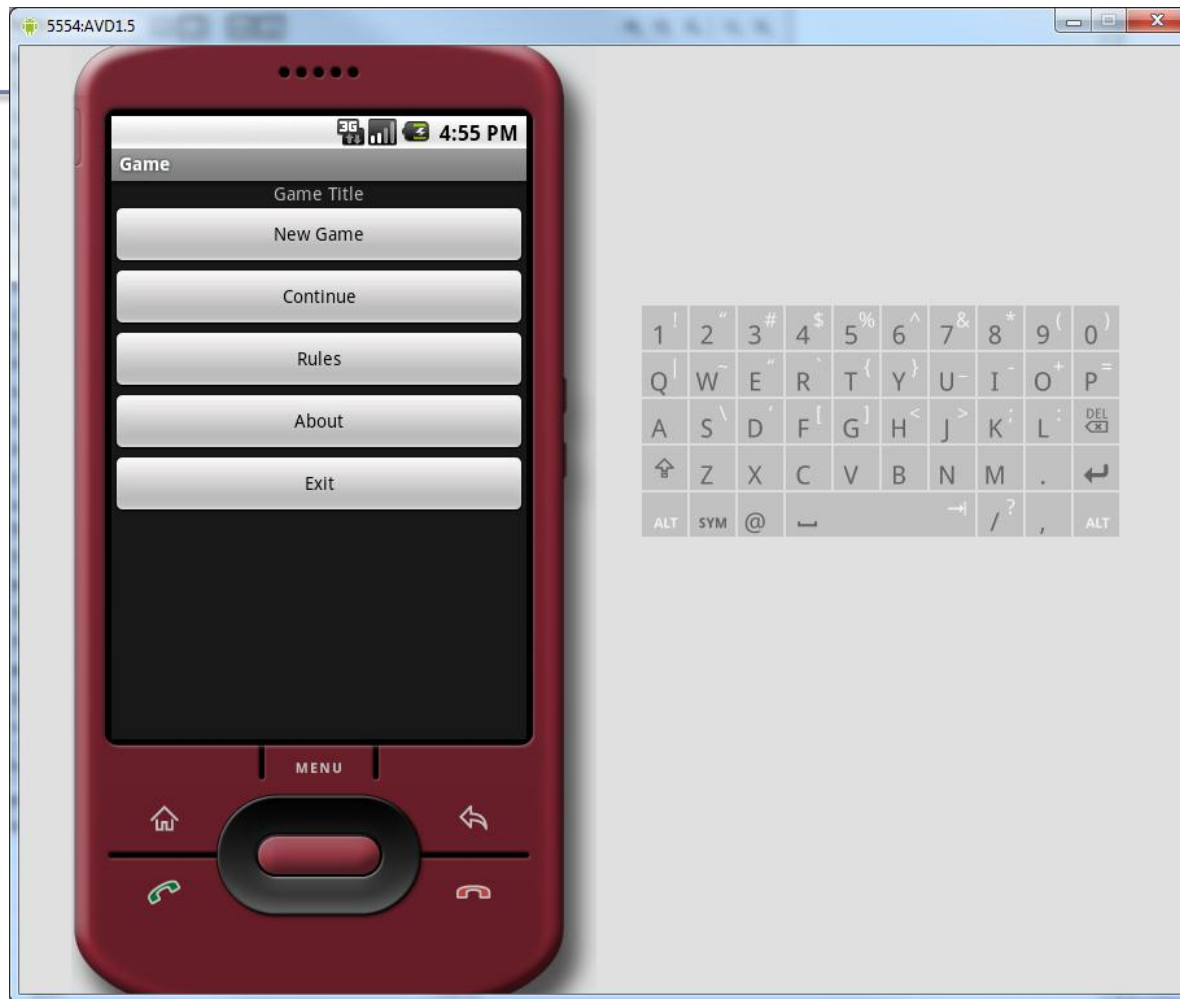 5554:AVD1.5
3G 4:55 PM
Game
Game Title
New Game
Continue
Rules
About
Exit
MENU
1 ! 2 “ 3 # 4 $ 5 % 6 ^ 7 & 8 * 9 ( 0 )
Q | W ~ E “ R ` T { Y } U _ I - O + P =
A S \ D ‘ F [ G ] H < J > K ; L : DEL
Z X C V B N M .
ALT SYM @ / ? , ALT